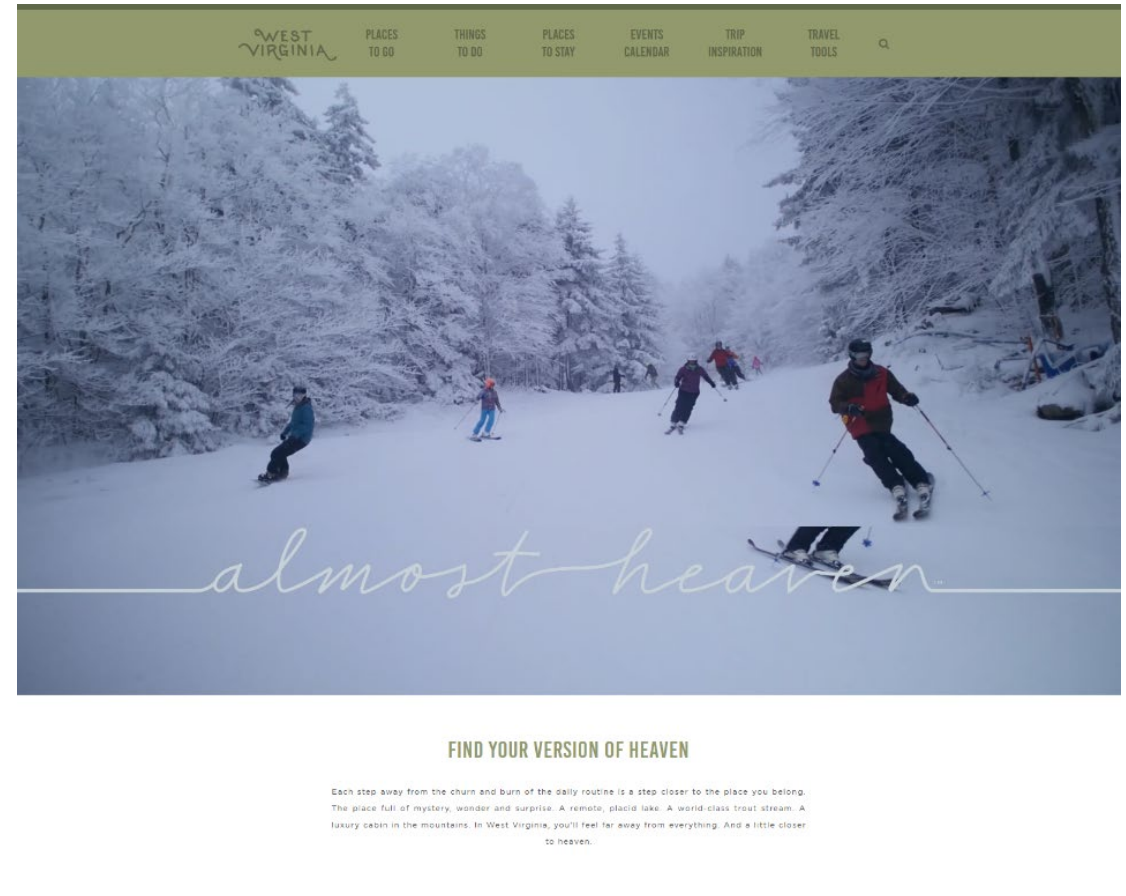 WEST
VIRGINIA
PLACES
TO GO
THINGS
TO DO
PLACES
TO STAY
EVENTS
CALENDAR
TRIP
INSPIRATION
TRAVEL
TOOLS
almost heaven
FIND YOUR VERSION OF HEAVEN
Each step away from the churn and burn of the daily routine is a step closer to the place you belong.
The place full of mystery, wonder and surprise. A remote, placid lake. A world-class trout stream. A
luxury cabin in the mountains. In West Virginia, you'll feel far away from everything. And a little closer
to heaven.